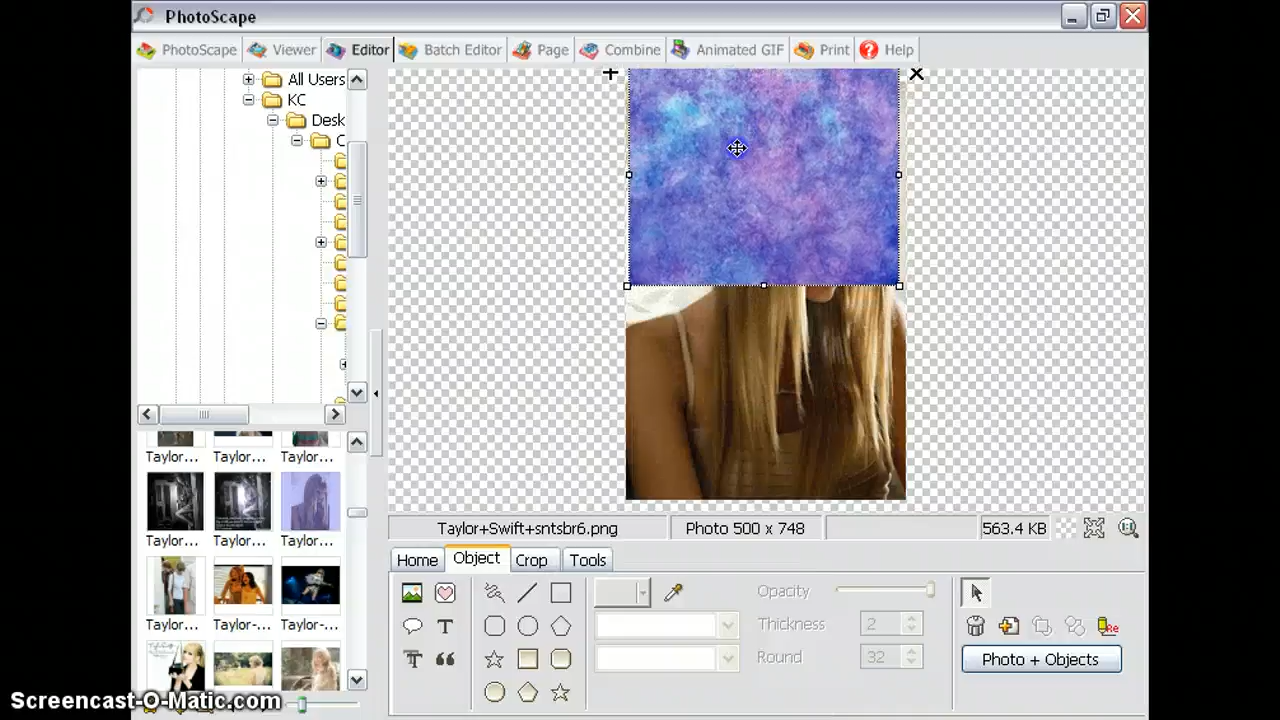 PhotoScape
PhotoScape Viewer Editor Batch Editor Page Combine Animated GIF Print Help
All Users
KC
Desk
C
Taylor... Taylor... Taylor...
Taylor... Taylor... Taylor...
Taylor... Taylor-... Taylor-...
Taylor+Swift+sntsbr6.png Photo 500 x 748 563.4 KB
Home Object Crop Tools
Opacity
Thickness 2
Round 32
Photo + Objects
Screencast-O-Matic.com